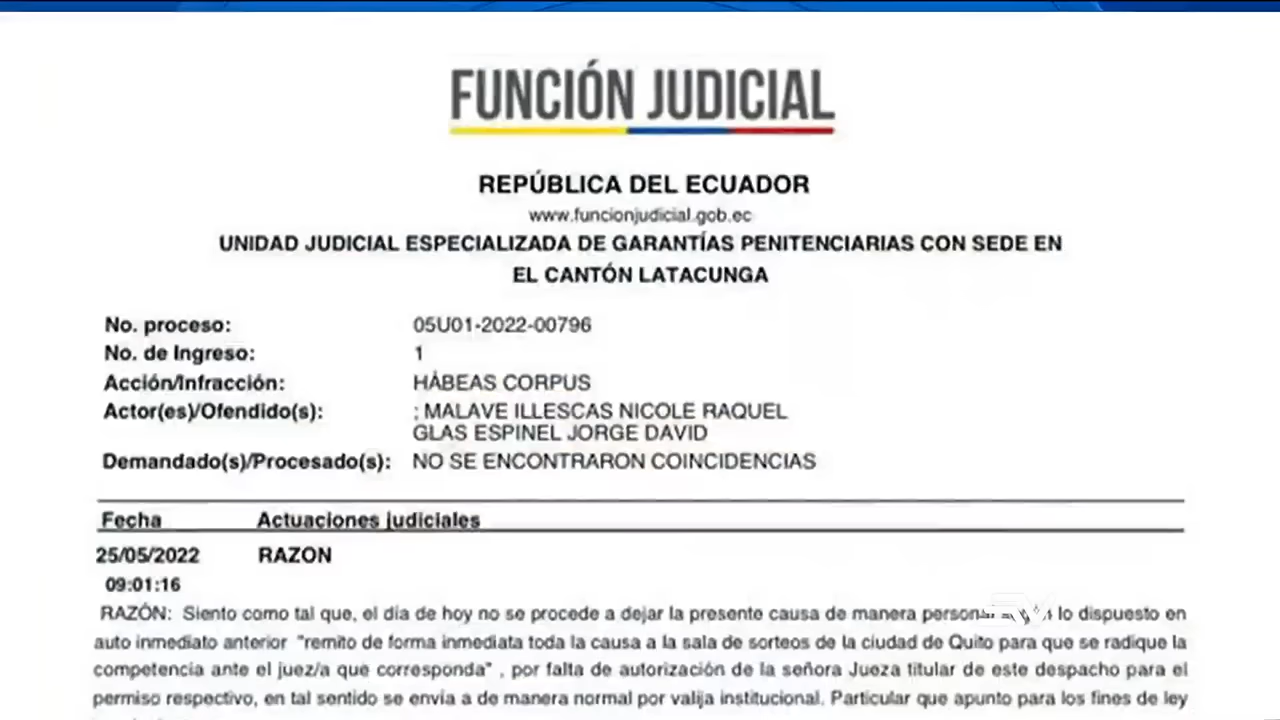 FUNCIÓN JUDICIAL
REPÚBLICA DEL ECUADOR
www.funcionjudicial.gob.ec
UNIDAD JUDICIAL ESPECIALIZADA DE GARANTÍAS PENITENCIARIAS CON SEDE EN
EL CANTÓN LATACUNGA
No. proceso: 05U01-2022-00796
No. de Ingreso: 1
Acción/Infracción: HÁBEAS CORPUS
Actor(es)/Ofendido(s): : MALAVE ILLESCAS NICOLE RAQUEL
GLAS ESPINEL JORGE DAVID
Demandado(s)/Procesado(s): NO SE ENCONTRARON COINCIDENCIAS
Fecha Actuaciones judiciales
25/05/2022 RAZON
09:01:16
RAZÓN: Siento como tal que, el día de hoy no se procede a dejar la presente causa de manera personal lo dispuesto en
auto inmediato anterior "remito de forma inmediata toda la causa a la sala de sorteos de la ciudad de Quito para que se radique la
competencia ante el juez/a que corresponda" , por falta de autorización de la señora Jueza titular de este despacho para el
permiso respectivo, en tal sentido se envía a de manera normal por valija institucional. Particular que apunto para los fines de ley